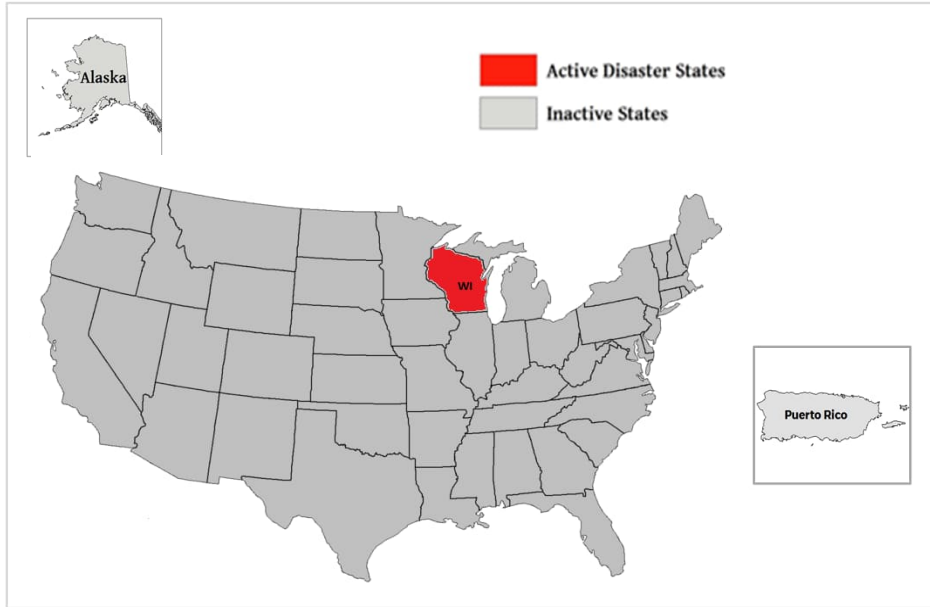 Alaska
Active Disaster States
Inactive States
WI
Puerto Rico